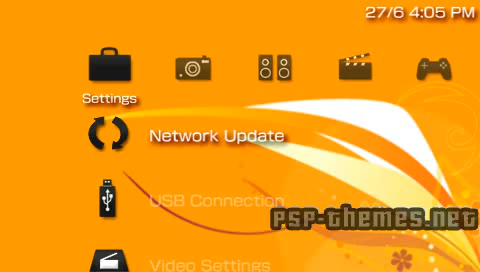 27/6 4:05 PM
Settings
Network Update
USB Connection
psp-themes.net
Video Settings